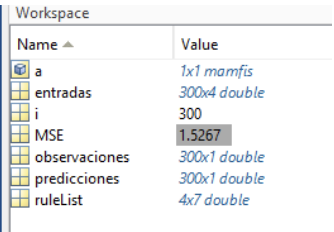 Workspace
Name Value
a 1x1 mamfis
entradas 300x4 double
i 300
MSE 1.5267
observaciones 300x1 double
predicciones 300x1 double
ruleList 4x7 double